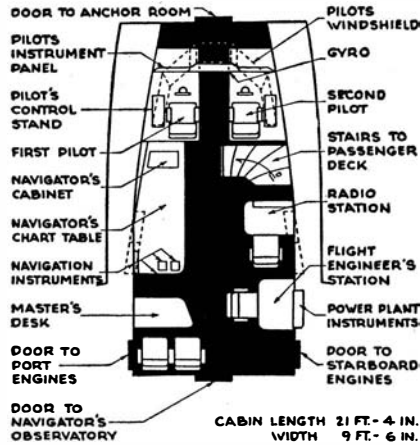 DOOR TO ANCHOR ROOM
PILOTS
WINDSHIELD
PILOTS
INSTRUMENT
PANEL
GYRO
PILOT'S
CONTROL
STAND
SECOND
PILOT
FIRST PILOT
STAIRS TO
PASSENGER
DECK
NAVIGATOR'S
CABINET
RADIO
STATION
NAVIGATOR'S
CHART TABLE
NAVIGATION
INSTRUMENTS
FLIGHT
ENGINEER'S
STATION
MASTER'S
DESK
POWER PLANT
INSTRUMENTS
DOOR TO
PORT
ENGINES
DOOR TO
STARBOARD
ENGINES
DOOR TO
NAVIGATOR'S
OBSERVATORY
CABIN LENGTH 21 FT.- 4 IN.
WIDTH 9 FT.- 6 IN.